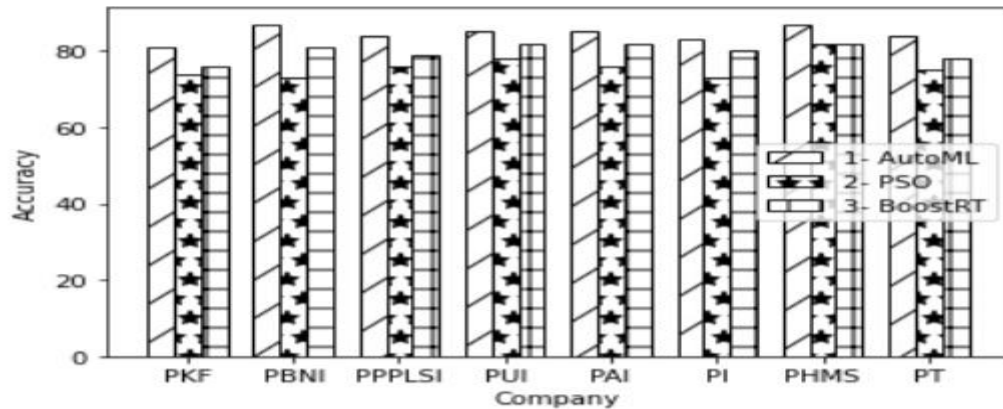 80
60
40
20
0
Accuracy
1- AutoML
2- PSO
3- BoostRT
PKF PBNI PPPLSI PUI PAI PI PHMS PT
Company